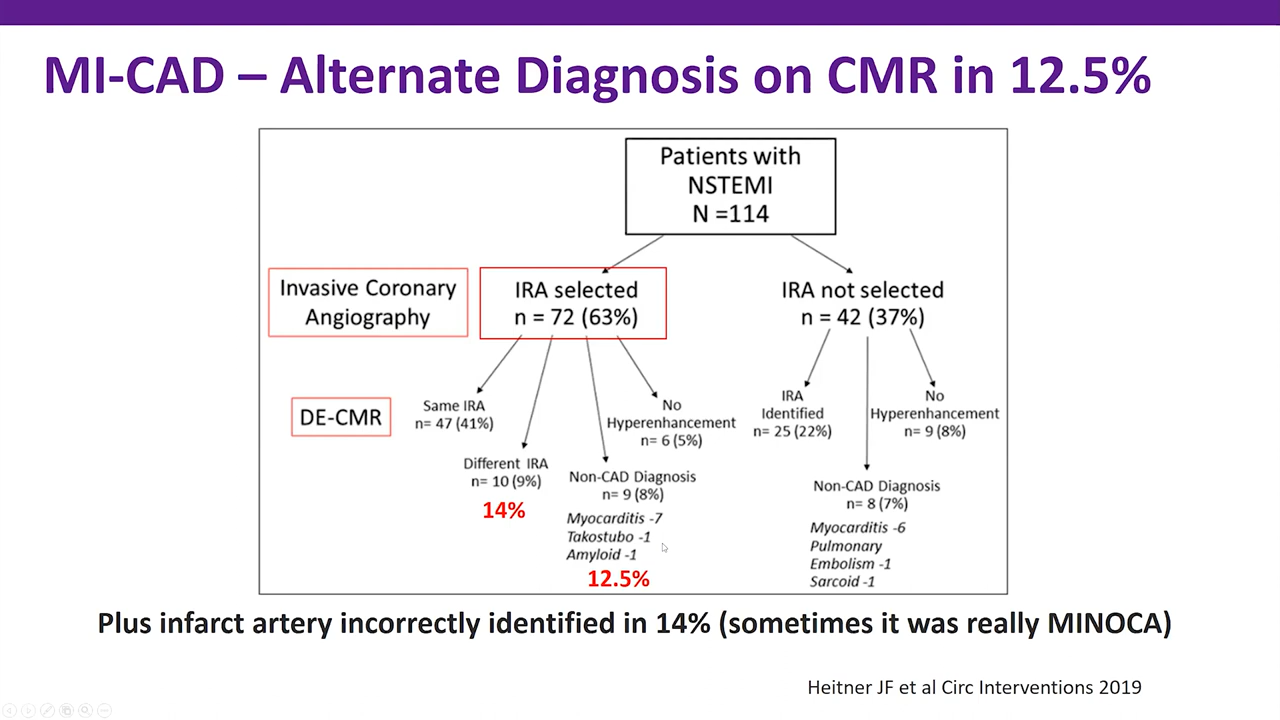 MI-CAD – Alternate Diagnosis on CMR in 12.5%
Patients with
NSTEMI
N =114
Invasive Coronary
Angiography
IRA selected
n = 72 (63%)
IRA not selected
n = 42 (37%)
DE-CMR
Same IRA
n= 47 (41%)
Different IRA
n= 10 (9%)
14%
Non-CAD Diagnosis
n= 9 (8%)
Myocarditis -7
Takostubo -1
Amyloid -1
12.5%
No
Hyperenhancement
n= 6 (5%)
IRA
Identified
n= 25 (22%)
Non-CAD Diagnosis
n= 8 (7%)
Myocarditis -6
Pulmonary
Embolism -1
Sarcoid -1
No
Hyperenhancement
n= 9 (8%)
Plus infarct artery incorrectly identified in 14% (sometimes it was really MINOCA)
Heitner JF et al Circ Interventions 2019